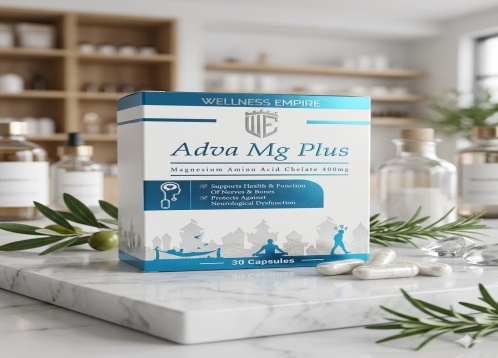 WELLNESS EMPIRE
WE
Adva Mg Plus
Magnesium Amino Acid Chelate 400mg
Supports Health & Function
Of Nerves & Bones
Protects Against
Neurological Dysfunction
30 Capsules